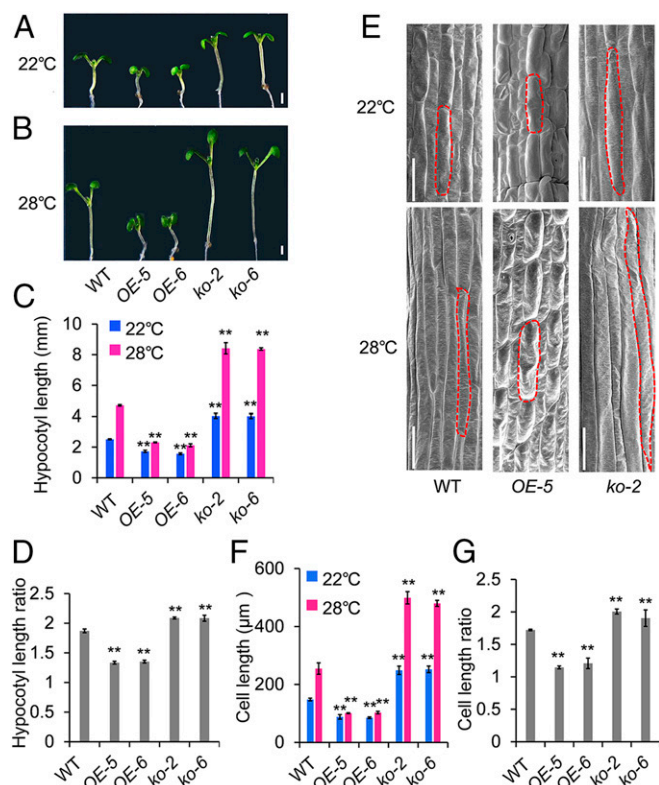 A
22℃
B
28℃
WT OE-5 OE-6 ko-2 ko-6
C
Hypocotyl length (mm)
10
8
6
4
2
0
22℃
28℃
** ** ** ** ** ** ** **
WT OE-5 OE-6 ko-2 ko-6
D
Hypocotyl length ratio
2.5
2
1.5
1
0.5
0
** ** ** **
WT OE-5 OE-6 ko-2 ko-6
E
22℃
28℃
WT OE-5 ko-2
F
Cell length (µm)
600
400
200
0
22℃
28℃
** ** ** ** ** ** ** **
WT OE-5 OE-6 ko-2 ko-6
G
Cell length ratio
2.5
2
1.5
1
0.5
0
** ** ** **
WT OE-5 OE-6 ko-2 ko-6